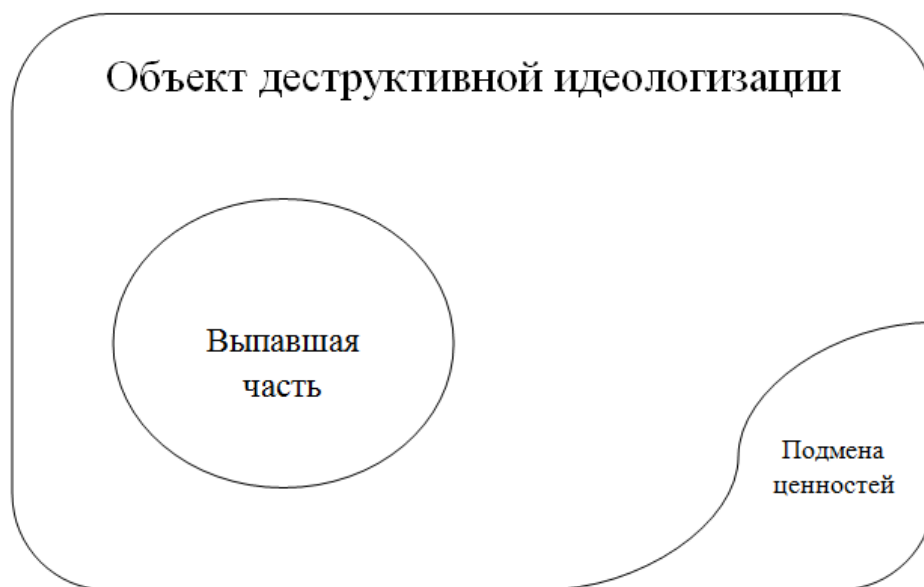 Объект деструктивной идеологизации
Выпавшая
часть
Подмена
ценностей